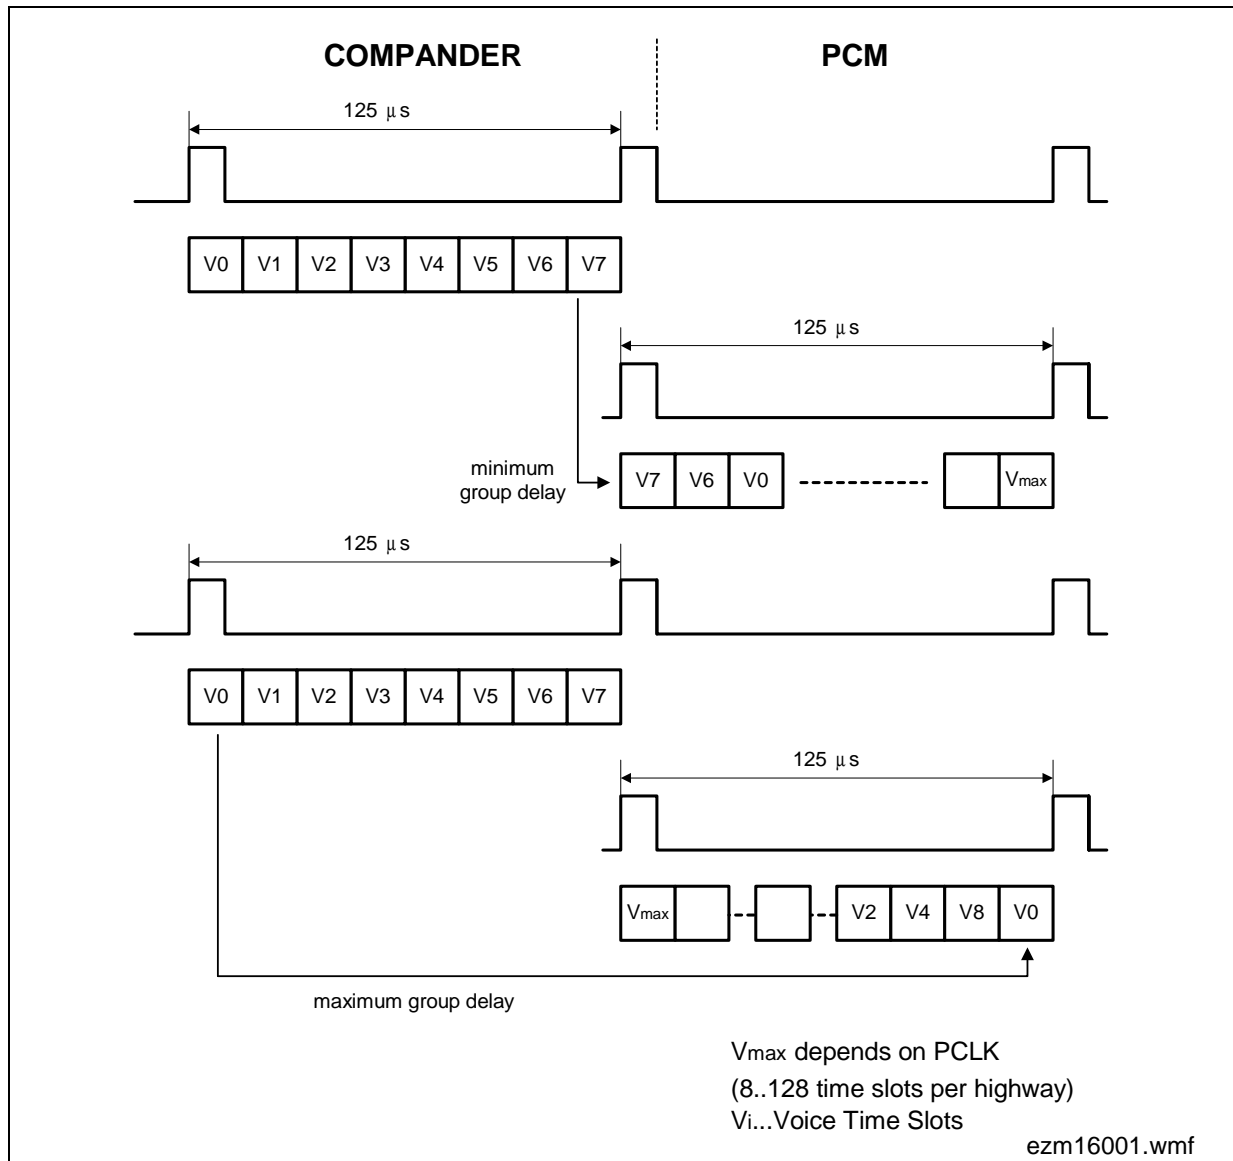 COMPANDER PCM
125 μs
V0 V1 V2 V3 V4 V5 V6 V7
125 μs
minimum
group delay
V7 V6 V0 Vmax
125 μs
V0 V1 V2 V3 V4 V5 V6 V7
125 μs
Vmax V2 V4 V8 V0
maximum group delay
Vmax depends on PCLK
(8..128 time slots per highway)
Vi...Voice Time Slots
ezm16001.wmf